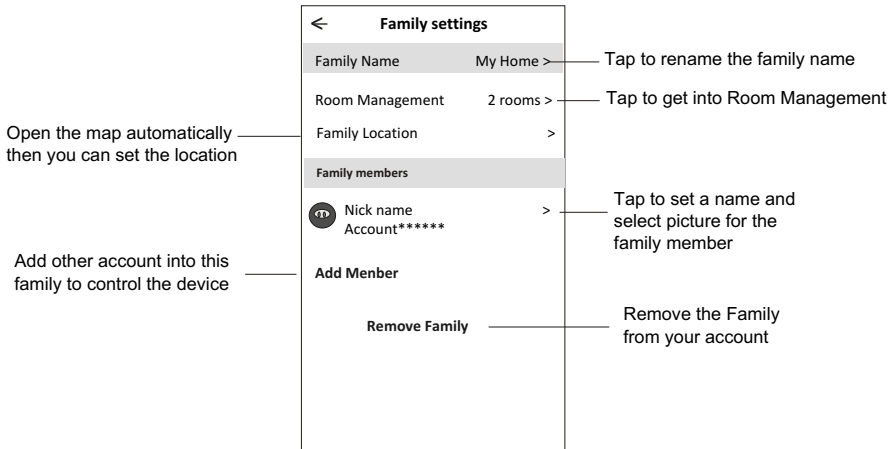 Family settings
Family Name My Home >
Tap to rename the family name
Room Management 2 rooms >
Tap to get into Room Management
Open the map automatically
then you can set the location
Family Location >
Family members
Nick name >
Account******
Tap to set a name and
select picture for the
family member
Add other account into this
family to control the device
Add Menber
Remove Family
Remove the Family
from your account